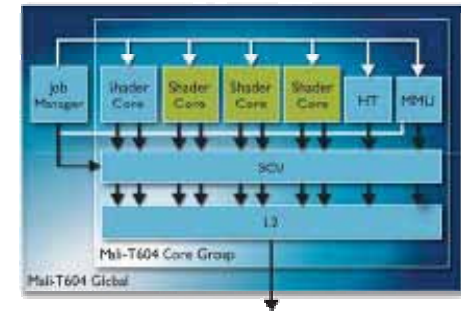 Job
Manager
Shader
Core
Shader
Core
Shader
Core
Shader
Core
HT
MMU
SCU
L2
Mali-T604 Core Group
Mali-T604 Global